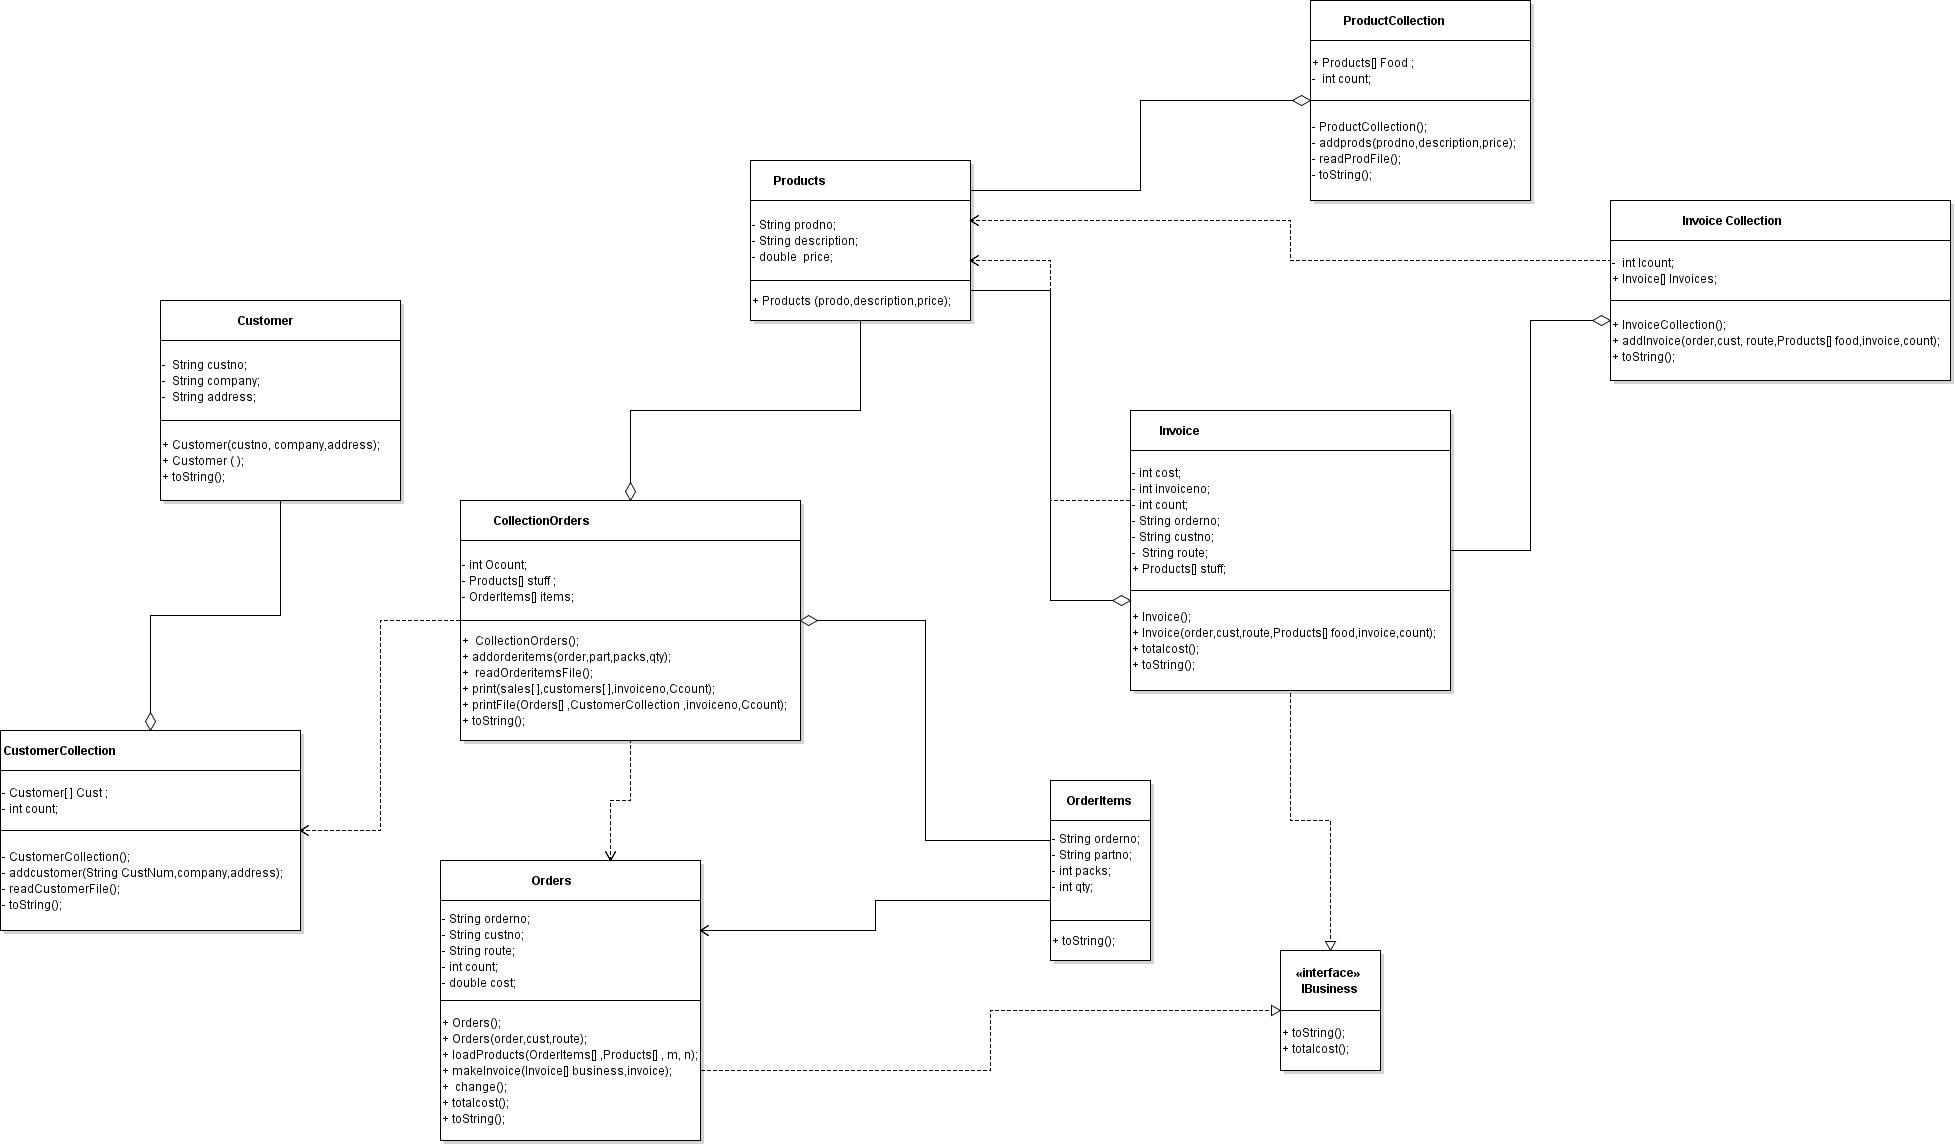 ProductCollection
+ Products[] Food ;
-  int count;
- ProductCollection();
- addprods(prodno,description,price);
- readProdFile();
- toString();
Products
- String prodno;
- String description;
- double  price;
+ Products (prodo,description,price);
Invoice Collection
-  int Icount;
+ Invoice[] Invoices;
+ InvoiceCollection();
+ addInvoice(order,cust, route,Products[] food,invoice,count);
+ toString();
Customer
-  String custno;
-  String company;
-  String address;
+ Customer(custno, company,address);
+ Customer ( );
+ toString();
Invoice
- int cost;
- int invoiceno;
- int count;
- String orderno;
- String custno;
-  String route;
+ Products[] stuff;
+ Invoice();
+ Invoice(order,cust,route,Products[] food,invoice,count);
+ totalcost();
+ toString();
CollectionOrders
- int Ocount;
- Products[] stuff ;
- OrderItems[] items;
+  CollectionOrders();
+ addorderitems(order,part,packs,qty);
+  readOrderitemsFile();
+ print(sales[ ],customers[ ],invoiceno,Ccount);
+ printFile(Orders[] ,CustomerCollection ,invoiceno,Ccount);
+ toString();
CustomerCollection
- Customer[ ] Cust ;
- int count;
- CustomerCollection();
- addcustomer(String CustNum,company,address);
- readCustomerFile();
- toString();
OrderItems
- String orderno;
- String partno;
- int packs;
- int qty;
+ toString();
Orders
- String orderno;
- String custno;
- String route;
- int count;
- double cost;
+ Orders();
+ Orders(order,cust,route);
+ loadProducts(OrderItems[] ,Products[] , m, n);
+ makeInvoice(Invoice[] business,invoice);
+  change();
+ totalcost();
+ toString();
«interface»
IBusiness
+ toString();
+ totalcost();